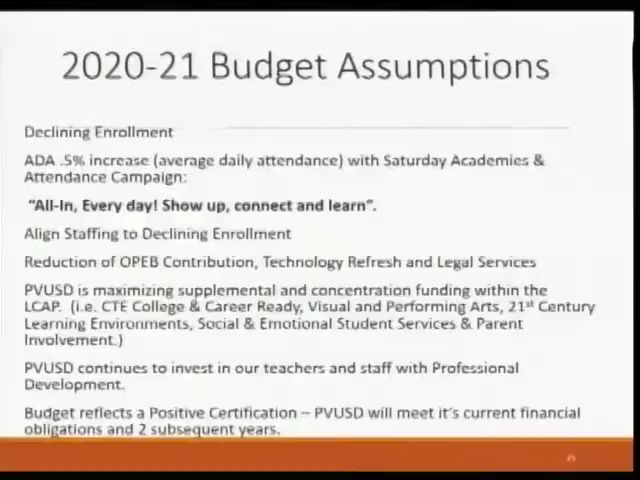 2020-21 Budget Assumptions
Declining Enrollment
ADA .5% increase (average daily attendance) with Saturday Academies &
Attendance Campaign:
“All-In, Every day! Show up, connect and learn”.
Align Staffing to Declining Enrollment
Reduction of OPEB Contribution, Technology Refresh and Legal Services
PVUSD is maximizing supplemental and concentration funding within the
LCAP. (i.e. CTE College & Career Ready, Visual and Performing Arts, 21st Century
Learning Environments, Social & Emotional Student Services & Parent
Involvement.)
PVUSD continues to invest in our teachers and staff with Professional
Development.
Budget reflects a Positive Certification – PVUSD will meet it’s current financial
obligations and 2 subsequent years.